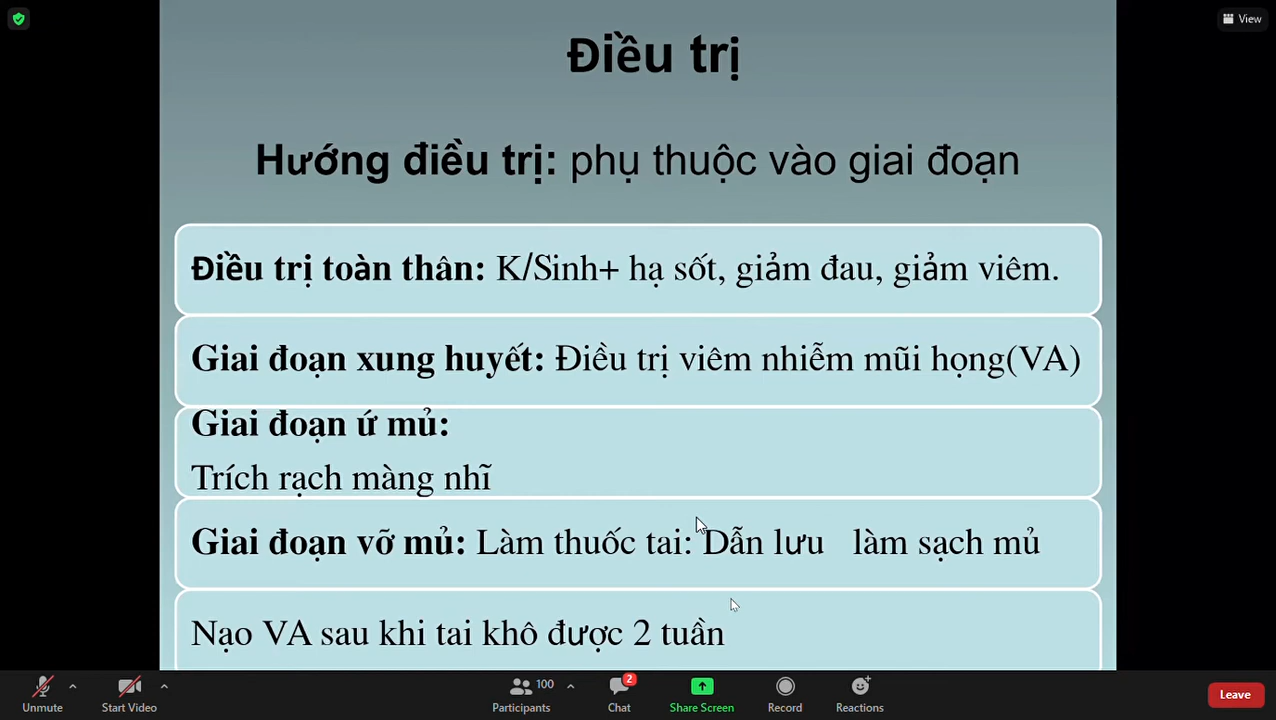 View
Điều trị
Hướng điều trị: phụ thuộc vào giai đoạn
Điều trị toàn thân: K/Sinh+ hạ sốt, giảm đau, giảm viêm.
Giai đoạn xung huyết: Điều trị viêm nhiễm mũi họng(VA)
Giai đoạn ứ mủ:
Trích rạch màng nhĩ
Giai đoạn vỡ mủ: Làm thuốc tai: Dẫn lưu làm sạch mủ
Nạo VA sau khi tai khô được 2 tuần
100 2
Unmute Start Video Participants Chat Share Screen Record Reactions Leave